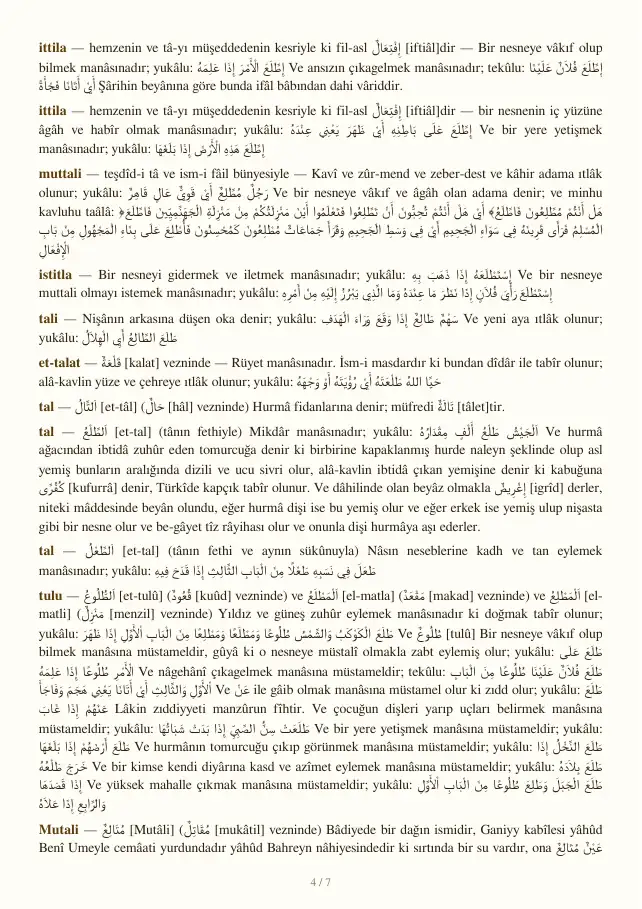 ittila — hemzenin ve tâ-yı müşeddedenin kesriyle ki fil-asl إِفْتِعَالٌ [iftiâl]dir — Bir nesneye vâkıf olup
bilmek manâsınadır; yukâlu: إِطَّلَعَ الْأَمْرَ إِذَا عَلِمَهُ Ve ansızın çıkagelmek manâsınadır; tekûlu: إِطَّلَعَ فُلَانٌ عَلَيْنَا
أَيْ أَتَانَا فَجْأَةً Şârihin beyânına göre bunda ifâl bâbından dahi vâriddir.
ittila — hemzenin ve tâ-yı müşeddedenin kesriyle ki fil-asl إِفْتِعَالٌ [iftiâl]dir — bir nesnenin iç yüzüne
âgâh ve habîr olmak manâsınadır; yukâlu: إِطَّلَعَ عَلَى بَاطِنِهِ أَيْ ظَهَرَ يَعْنِي عِنْدَهُ Ve bir yere yetişmek
manâsınadır; yukâlu: إِطَّلَعَ هَذِهِ الْأَرْضَ إِذَا بَلَغَهَا
muttali — teşdîd-i tâ ve ism-i fâil bünyesiyle — Kavî ve zûr-mend ve zeber-dest ve kâhir adama ıtlâk
olunur; yukâlu: رَجُلٌ مُطَّلِعٌ أَيْ قَوِيٌّ عَالٍ قَاهِرٌ Ve bir nesneye vâkıf ve âgâh olan adama denir; ve minhu
kavluhu taâlâ: ﴿هَلْ أَنْتُمْ مُطَّلِعُونَ فَاطَّلَعَ﴾ أَيْ هَلْ أَنْتُمْ تُحِبُّونَ أَنْ تَطَّلِعُوا فَتَعْلَمُوا أَيْنَ مَنْزِلَتُكُمْ مِنْ مَنْزِلَةِ الْجَهَنَّمِيِّينَ فَاطَّلَعَ
الْمُسْلِمُ فَرَأَى قَرِينَهُ فِي سَوَاءِ الْجَحِيمِ أَيْ فِي وَسَطِ الْجَحِيمِ وَقَرَأَ جَمَاعَاتٌ مُطْلِعُونَ كَمُحْسِنُونَ فَأُطْلِعَ عَلَى بِنَاءِ الْمَجْهُولِ مِنْ بَابِ
الْإِفْعَالِ
istitla — Bir nesneyi gidermek ve iletmek manâsınadır; yukâlu: إِسْتَطْلَعَهُ إِذَا ذَهَبَ بِهِ Ve bir nesneye
muttali olmayı istemek manâsınadır; yukâlu: إِسْتَطْلَعَ رَأْيَ فُلَانٍ إِذَا نَظَرَ مَا عِنْدَهُ وَمَا الَّذِي يَبْرُزُ إِلَيْهِ مِنْ أَمْرِهِ
tali — Nişânın arkasına düşen oka denir; yukâlu: سَهْمٌ طَالِعٌ إِذَا وَقَعَ وَرَاءَ الْهَدَفِ Ve yeni aya ıtlâk olunur;
yukâlu: طَلَعَ الطَّالِعُ أَيِ الْهِلَالُ
et-talat — قَلْعَةٌ [kalat] vezninde — Rüyet manâsınadır. İsm-i masdardır ki bundan dîdâr ile tabîr olunur;
alâ-kavlin yüze ve çehreye ıtlâk olunur; yukâlu: حَيَّا اللهُ طَلْعَتَهُ أَيْ رُؤْيَتَهُ أَوْ وَجْهَهُ
tal — اَلتَّالُ [et-tâl] (حَالٌ [hâl] vezninde) Hurmâ fidanlarına denir; müfredi تَالَةٌ [tâlet]tir.
tal — اَلطَّلْعُ [et-tal] (tânın fethiyle) Mikdâr manâsınadır; yukâlu: اَلْجَيْشُ طَلْعُ أَلْفٍ مِقْدَارُهُ Ve hurmâ
ağacından ibtidâ zuhûr eden tomurcuğa denir ki birbirine kapaklanmış hurde naleyn şeklinde olup asl
yemiş bunların aralığında dizili ve ucu sivri olur, alâ-kavlin ibtidâ çıkan yemişine denir ki kabuğuna
كُفُرَّى [kufurrâ] denir, Türkîde kapçık tabîr olunur. Ve dâhilinde olan beyâz olmakla إِغْرِيضٌ [igrîd] derler,
niteki mâddesinde beyân olundu, eğer hurmâ dişi ise bu yemiş olur ve eğer erkek ise yemiş ulup nişasta
gibi bir nesne olur ve be-gâyet tîz râyihası olur ve onunla dişi hurmâya aşı ederler.
tal — اَلطَّعْلُ [et-tal] (tânın fethi ve aynın sükûnuyla) Nâsın neseblerine kadh ve tan eylemek
manâsınadır; yukâlu: طَعَلَ فِي نَسَبِهِ طَعْلًا مِنَ الْبَابِ الثَّالِثِ إِذَا قَدَحَ فِيهِ
tulu — اَلطُّلُوعُ [et-tulû] (قُعُودٌ [kuûd] vezninde) ve اَلْمَطْلَعُ [el-matla] (مَقْعَدٌ [makad] vezninde) ve اَلْمَطْلِعُ [el-
matli] (مَنْزِلٌ [menzil] vezninde) Yıldız ve güneş zuhûr eylemek manâsınadır ki doğmak tabîr olunur;
yukâlu: طَلَعَ الْكَوْكَبُ وَالشَّمْسُ طُلُوعًا وَمَطْلَعًا وَمَطْلِعًا مِنَ الْبَابِ الْأَوَّلِ إِذَا ظَهَرَ Ve طُلُوعٌ [tulû] Bir nesneye vâkıf olup
bilmek manâsına müstameldir, gûyâ ki o nesneye müstalî olmakla zabt eylemiş olur; yukâlu: طَلَعَ عَلَى
الْأَمْرِ طُلُوعًا إِذَا عَلِمَهُ Ve nâgehânî çıkagelmek manâsına müstameldir; tekûlu: طَلَعَ فُلَانٌ عَلَيْنَا طُلُوعًا مِنَ الْبَابِ
الْأَوَّلِ وَالثَّالِثِ أَيْ أَتَانَا يَعْنِي هَجَمَ وَفَاجَأَ Ve عَنْ ile gâib olmak manâsına müstamel olur ki zıdd olur; yukâlu: طَلَعَ
عَنْهُمْ إِذَا غَابَ Lâkin zıddiyyeti manzûrun fîhtir. Ve çocuğun dişleri yarıp uçları belirmek manâsına
müstameldir; yukâlu: طَلَعَتْ سِنُّ الصَّبِيِّ إِذَا بَدَتْ شَبَاتُهَا Ve bir yere yetişmek manâsına müstameldir; yukâlu:
طَلَعَ أَرْضَهُمْ إِذَا بَلَغَهَا Ve hurmânın tomurcuğu çıkıp görünmek manâsına müstameldir; yukâlu: طَلَعَ النَّخْلُ إِذَا
خَرَجَ طَلْعُهُ Ve bir kimse kendi diyârına kasd ve azîmet eylemek manâsına müstameldir; yukâlu: طَلَعَ بِلَادَهُ
إِذَا قَصَدَهَا Ve yüksek mahalle çıkmak manâsına müstameldir; yukâlu: طَلَعَ الْجَبَلَ وَطَلِعَ طُلُوعًا مِنَ الْبَابِ الْأَوَّلِ
وَالرَّابِعِ إِذَا عَلَاهُ
Mutali — مُتَالِعٌ [Mutâli] (مُقَاتِلٌ [mukâtil] vezninde) Bâdiyede bir dağın ismidir, Ganiyy kabîlesi yâhûd
Benî Umeyle cemâati yurdundadır yâhûd Bahreyn nâhiyesindedir ki sırtında bir su vardır, ona عَيْنُ مُتَالِعٍ
4 / 7